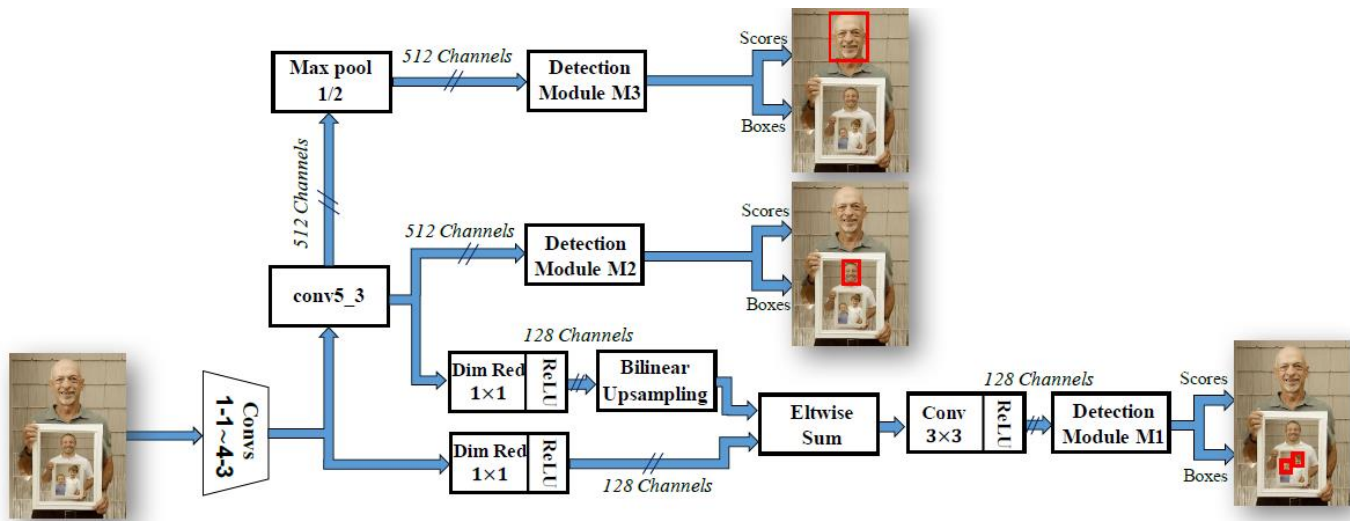 Max pool
1/2
512 Channels
Detection
Module M3
Scores
Boxes
512 Channels
512 Channels
Detection
Module M2
Scores
Boxes
conv5_3
Convs
1-1~4-3
128 Channels
Dim Red
1×1
ReLU
Bilinear
Upsampling
Dim Red
1×1
ReLU
128 Channels
Eltwise
Sum
Conv
3×3
ReLU
128 Channels
Detection
Module M1
Scores
Boxes